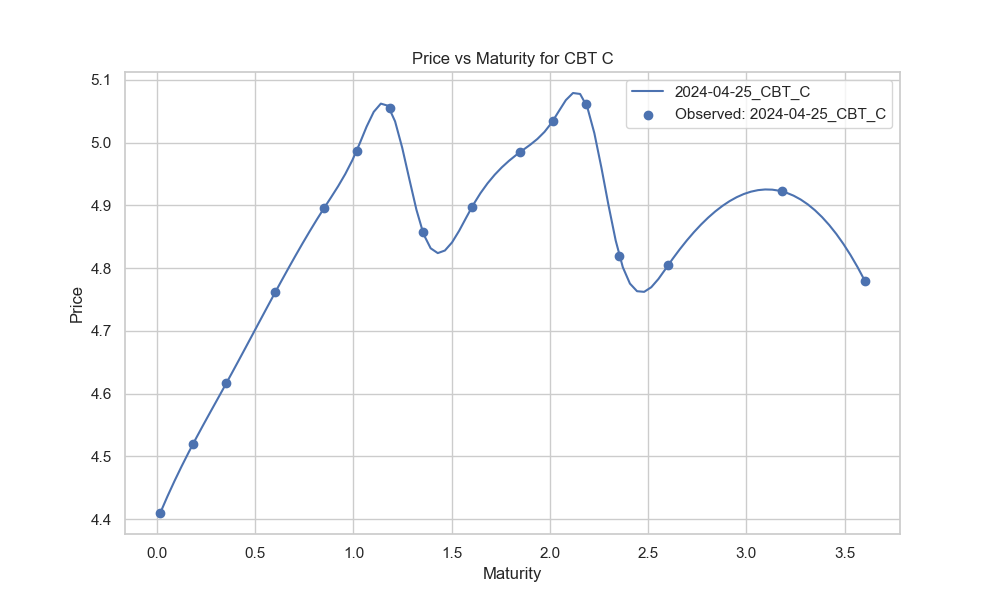 Price vs Maturity for CBT C
2024-04-25_CBT_C
Observed: 2024-04-25_CBT_C
5.1
5.0
4.9
4.8
4.7
4.6
4.5
4.4
Price
0.0 0.5 1.0 1.5 2.0 2.5 3.0 3.5
Maturity